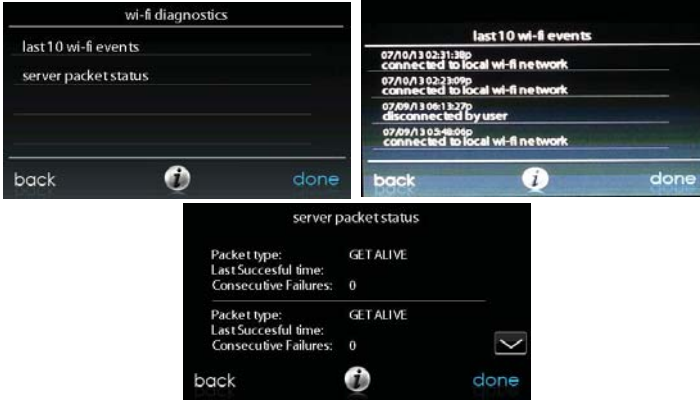 wi-fi diagnostics
last 10 wi-fi events
server packet status
back
done
last 10 wi-fi events
07/10/13 02:31:38p
connected to local wi-fi network
07/10/13 02:23:09p
connected to local wi-fi network
07/09/13 06:13:27p
disconnected by user
07/09/13 05:48:06p
connected to local wi-fi network
back
i
done
server packet status
Packet type: GET ALIVE
Last Succesful time:
Consecutive Failures: 0
Packet type: GET ALIVE
Last Succesful time:
Consecutive Failures: 0
back
i
done